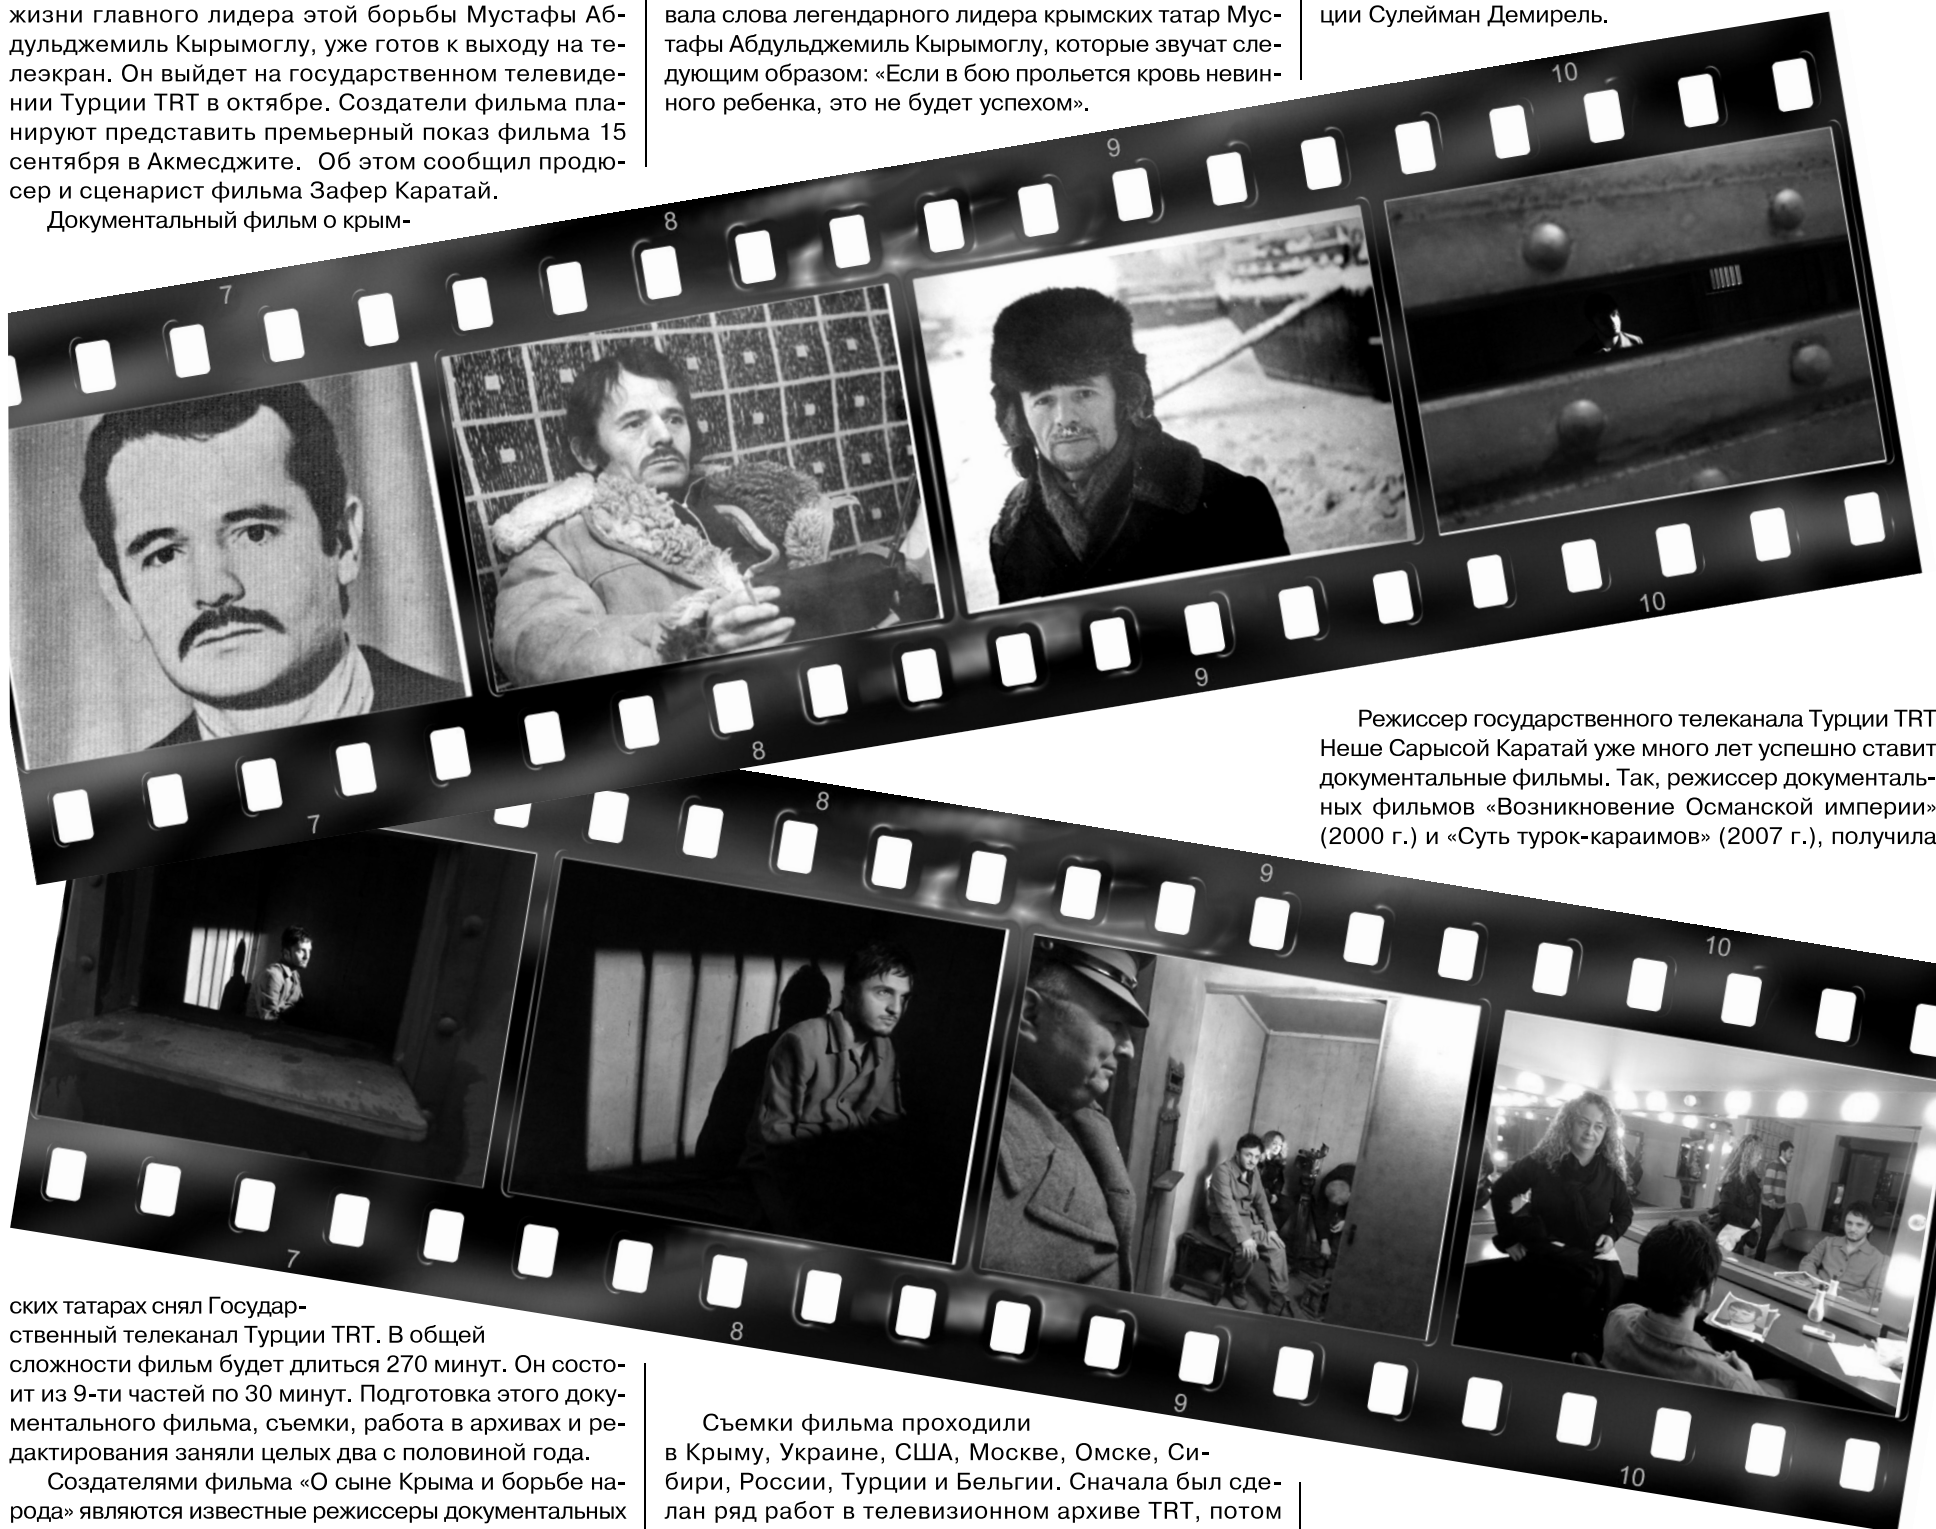 жизни главного лидера этой борьбы Мустафы Аб-
дульджемиль Кырымоглу, уже готов к выходу на те-
леэкран. Он выйдет на государственном телевиде-
нии Турции TRT в октябре. Создатели фильма пла-
нируют представить премьерный показ фильма 15
сентября в Акмесджите. Об этом сообщил продю-
сер и сценарист фильма Зафер Каратай.
Документальный фильм о крым-
ских татарах снял Государ-
ственный телеканал Турции TRT. В общей
сложности фильм будет длиться 270 минут. Он состо-
ит из 9-ти частей по 30 минут. Подготовка этого доку-
ментального фильма, съемки, работа в архивах и ре-
дактирования заняли целых два с половиной года.
Создателями фильма «О сыне Крыма и борьбе на-
рода» являются известные режиссеры документальных
вала слова легендарного лидера крымских татар Мус-
тафы Абдульджемиль Кырымоглу, которые звучат сле-
дующим образом: «Если в бою прольется кровь невин-
ного ребенка, это не будет успехом».
Съемки фильма проходили
в Крыму, Украине, США, Москве, Омске, Си-
бири, России, Турции и Бельгии. Сначала был сде-
лан ряд работ в телевизионном архиве TRT, потом
ции Сулейман Демирель.
Режиссер государственного телеканала Турции TRT
Неше Сарысой Каратай уже много лет успешно ставит
документальные фильмы. Так, режиссер документаль-
ных фильмов «Возникновение Османской империи»
(2000 г.) и «Суть турок-караимов» (2007 г.), получила
7 8 9 10
7 8 9 10
8 9 10
7 8 9 10